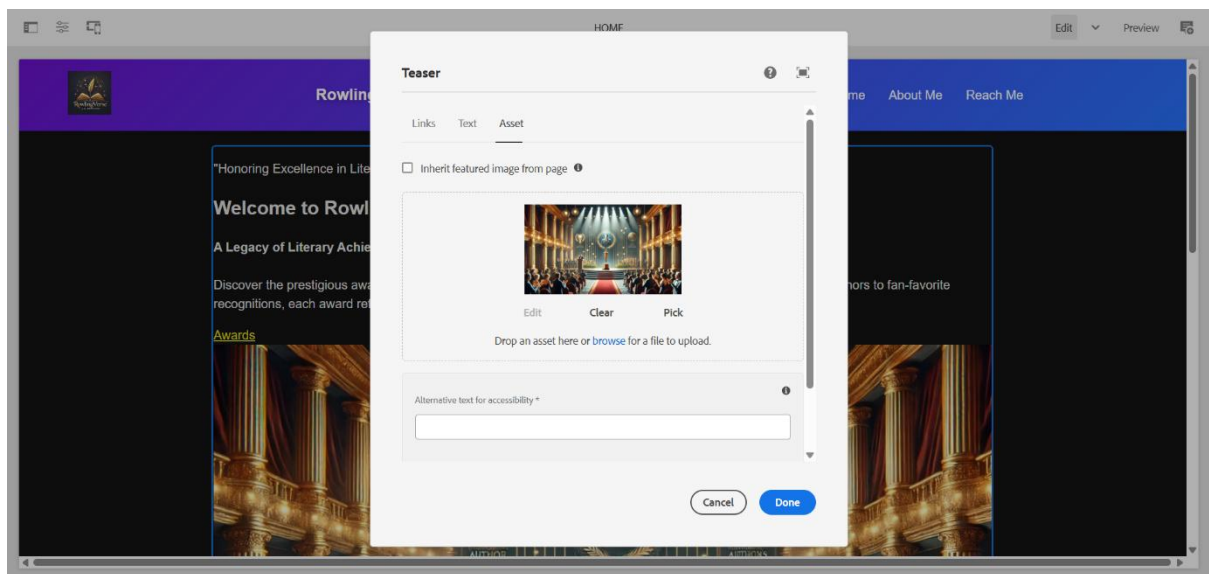 HOME
Edit
Preview
RowlingVerse
Rowling
me About Me Reach Me
Teaser
Links Text Asset
Inherit featured image from page
"Honoring Excellence in Lite
Welcome to Rowl
A Legacy of Literary Achie
Discover the prestigious awa
hors to fan-favorite
recognitions, each award ref
Awards
Edit Clear Pick
Drop an asset here or browse for a file to upload.
Alternative text for accessibility *
Cancel Done
AUTHOR
AUTHORS